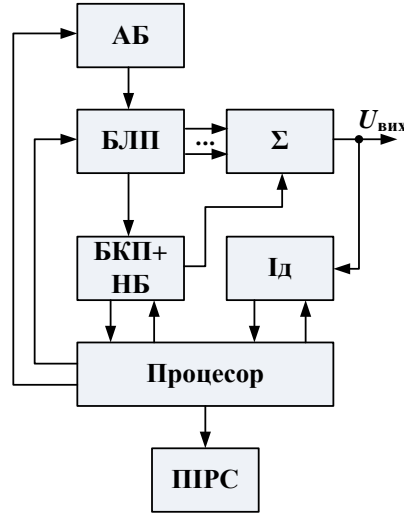 АБ
БЛП
...
Σ
Uвих
БКП+
НБ
Ід
Процесор
ПІРС